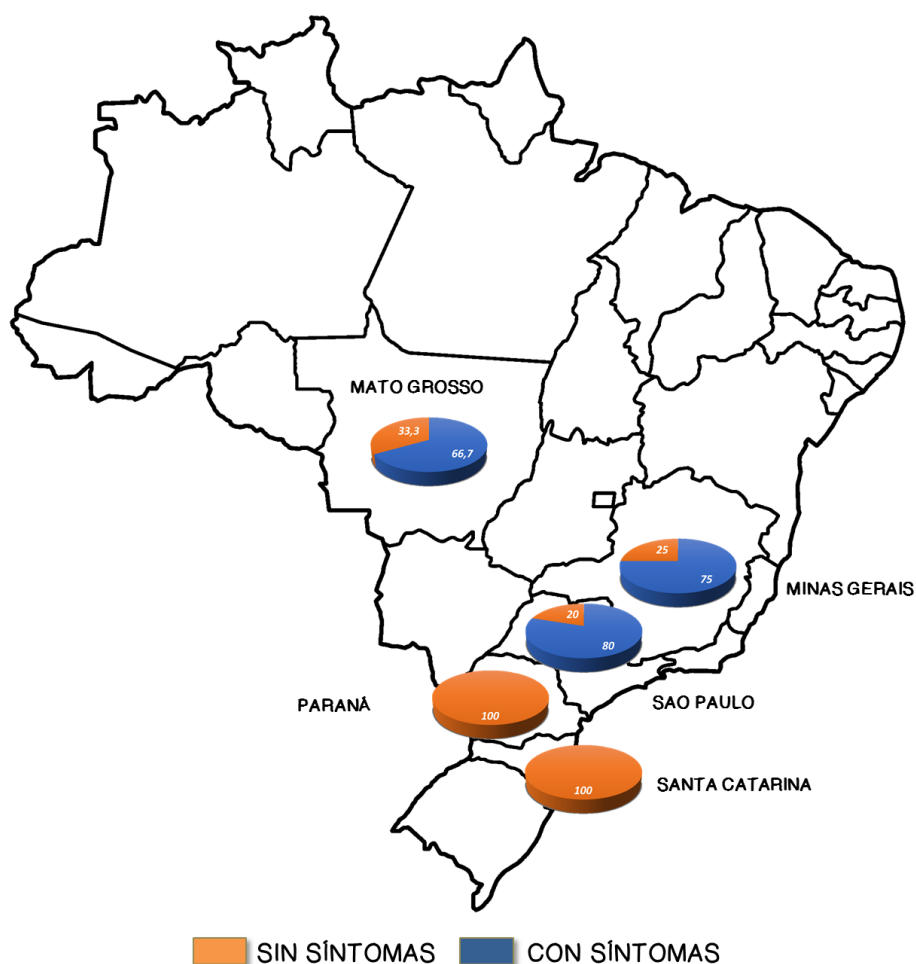 MATO GROSSO
33,3
66,7
25
75
MINAS GERAIS
20
80
SAO PAULO
PARANÁ
100
100
SANTA CATARINA
SIN SÍNTOMAS
CON SÍNTOMAS